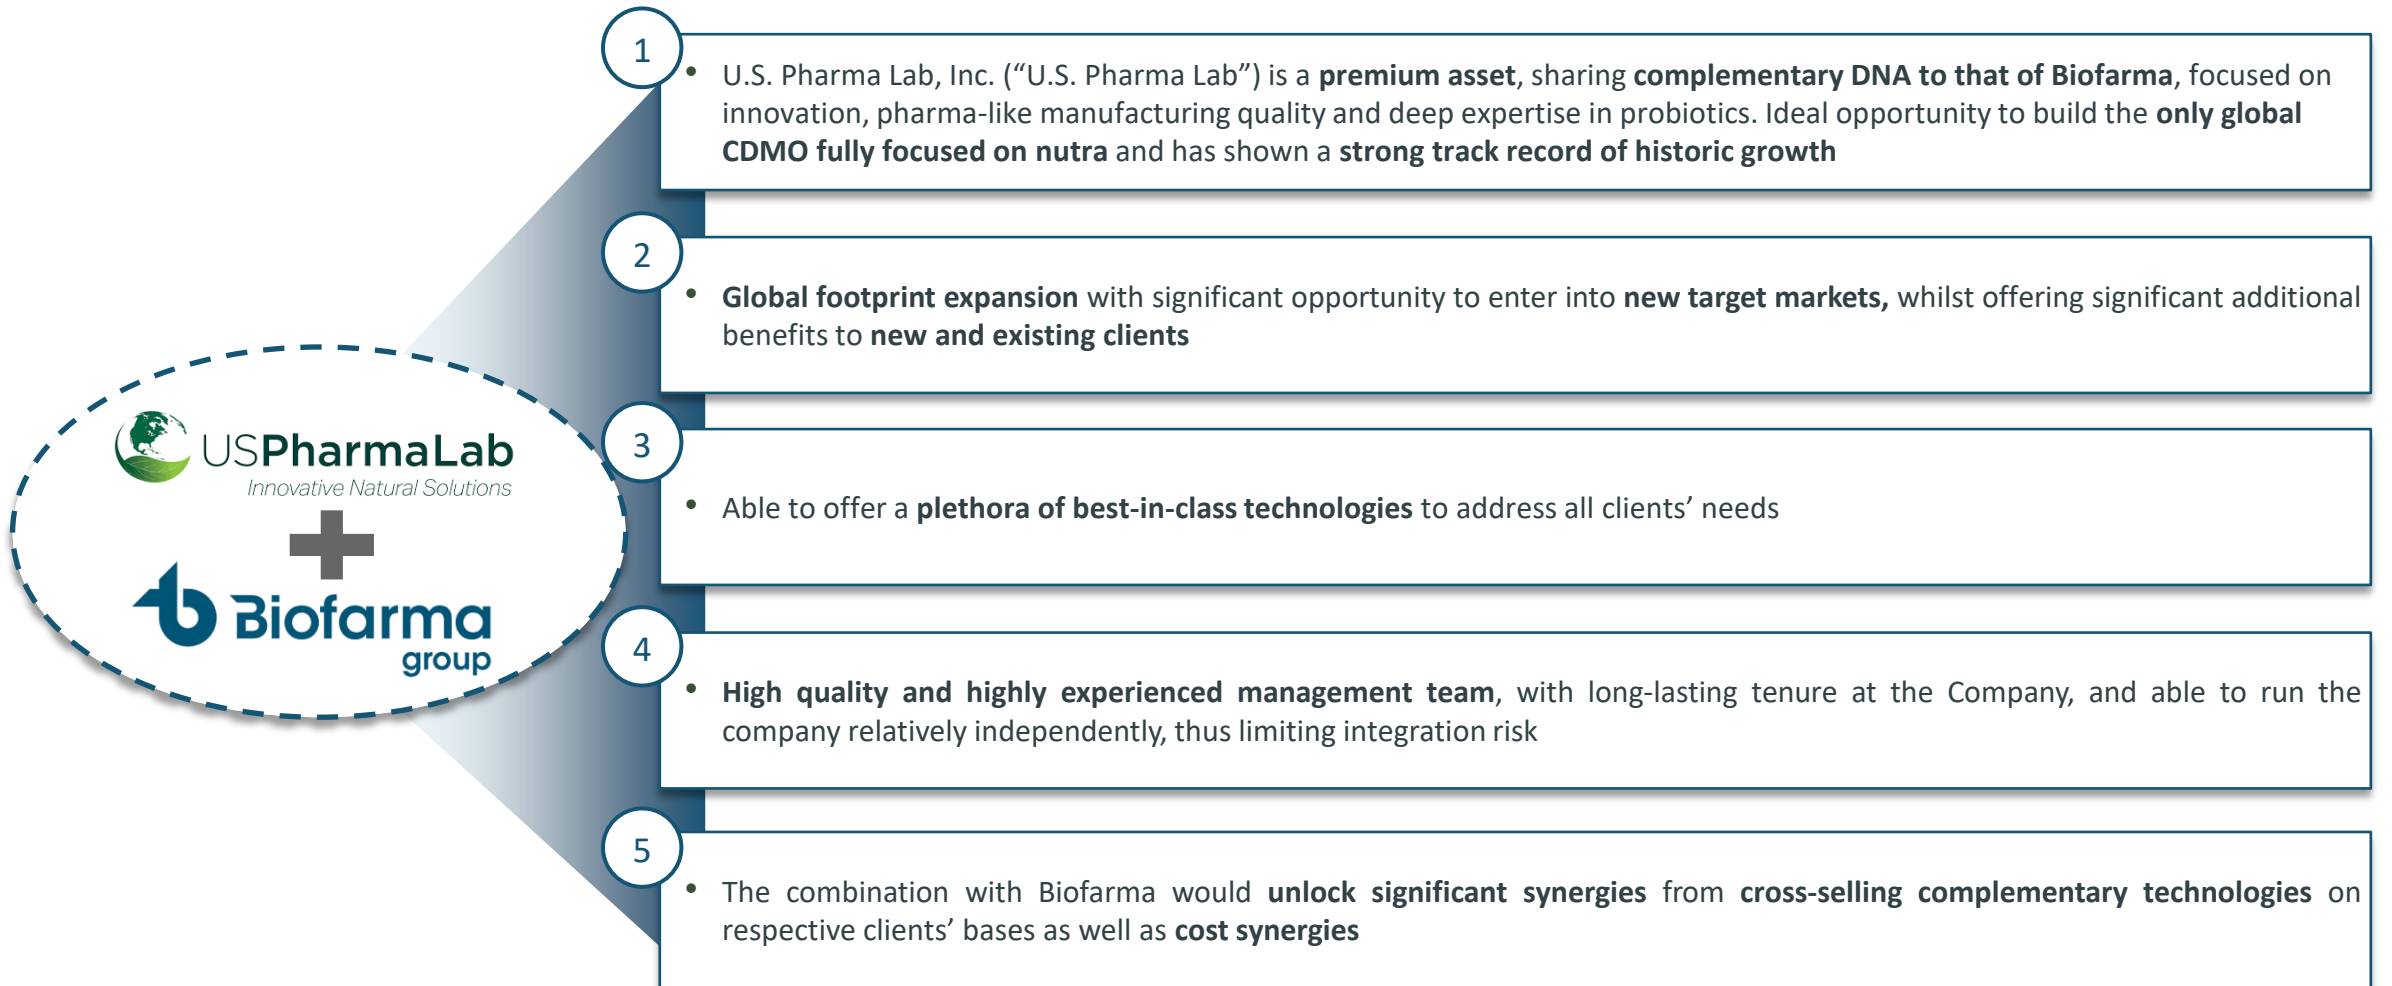 1
• U.S. Pharma Lab, Inc. (“U.S. Pharma Lab”) is a premium asset, sharing complementary DNA to that of Biofarma, focused on
innovation, pharma-like manufacturing quality and deep expertise in probiotics. Ideal opportunity to build the only global
CDMO fully focused on nutra and has shown a strong track record of historic growth
2
• Global footprint expansion with significant opportunity to enter into new target markets, whilst offering significant additional
benefits to new and existing clients
USPharmaLab
Innovative Natural Solutions
Biofarma
group
3
• Able to offer a plethora of best-in-class technologies to address all clients’ needs
4
• High quality and highly experienced management team, with long-lasting tenure at the Company, and able to run the
company relatively independently, thus limiting integration risk
5
• The combination with Biofarma would unlock significant synergies from cross-selling complementary technologies on
respective clients’ bases as well as cost synergies